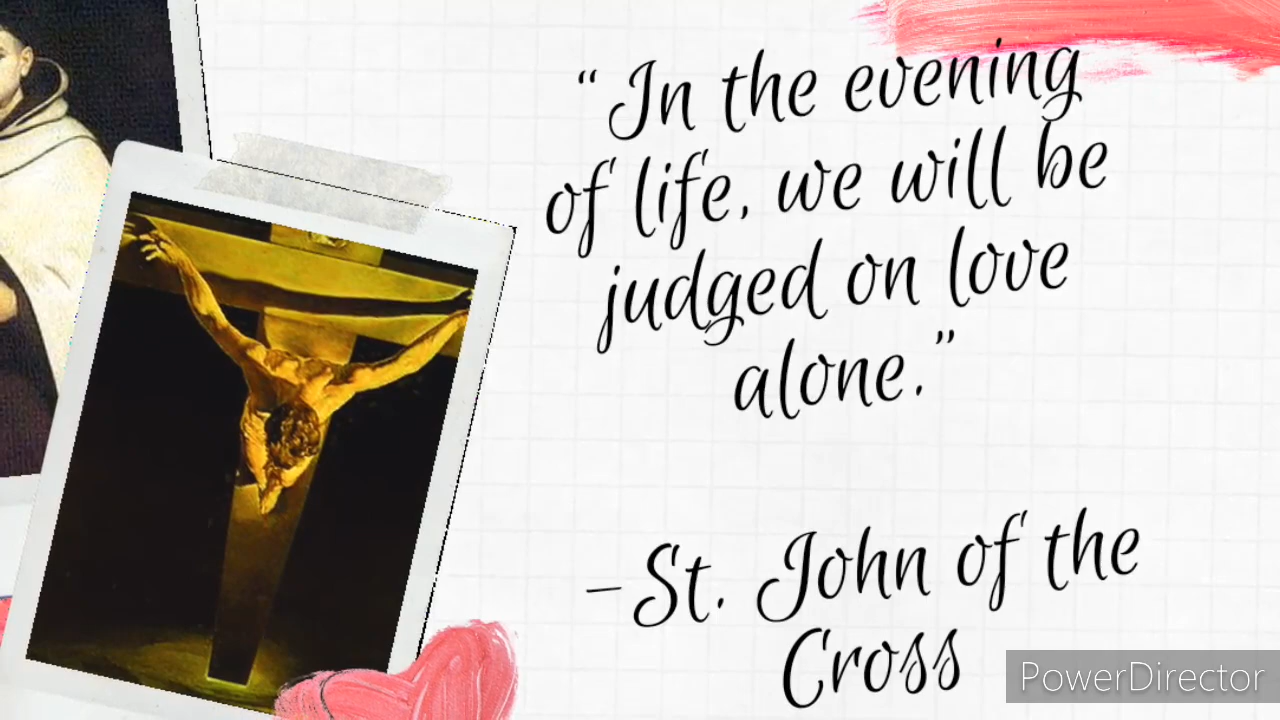 “In the evening
of life, we will be
judged on love
alone.”
-St. John of the
Cross
PowerDirector